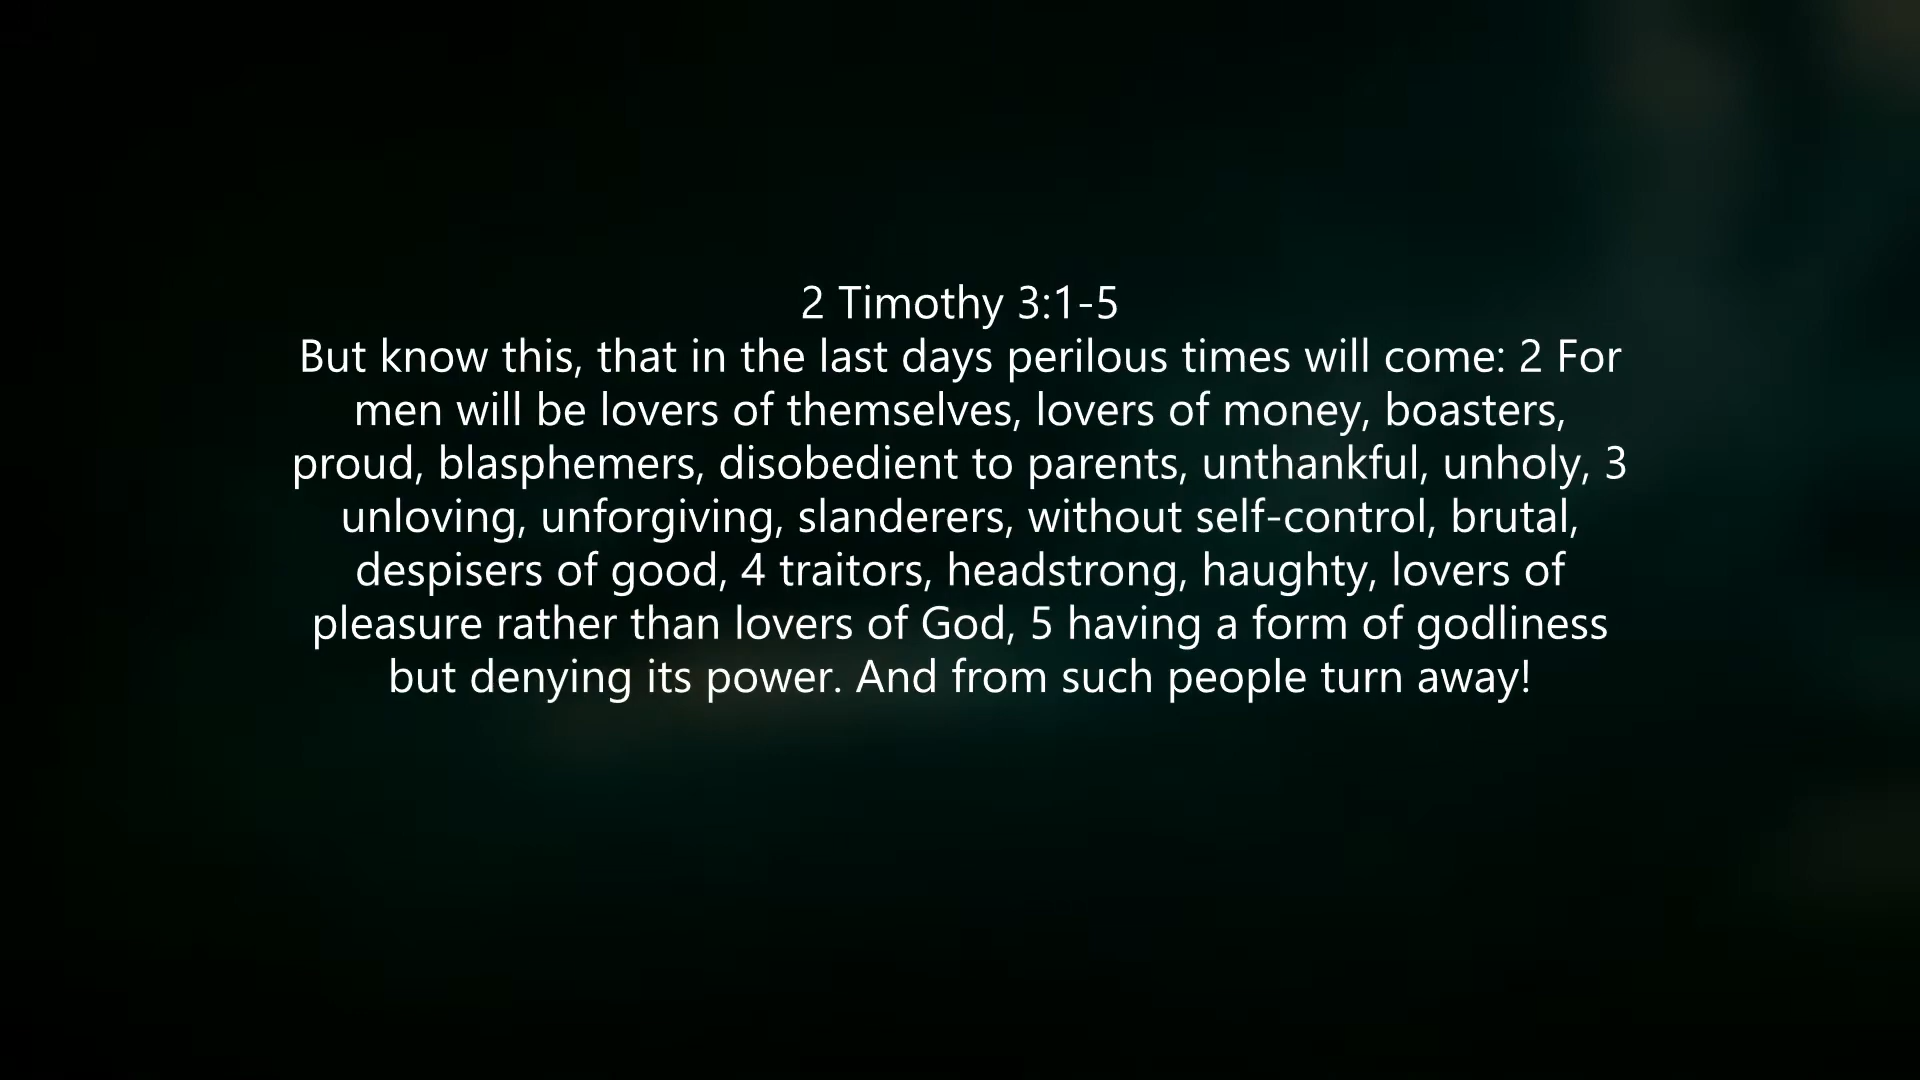 2 Timothy 3:1-5
But know this, that in the last days perilous times will come: 2 For
men will be lovers of themselves, lovers of money, boasters,
proud, blasphemers, disobedient to parents, unthankful, unholy, 3
unloving, unforgiving, slanderers, without self-control, brutal,
despisers of good, 4 traitors, headstrong, haughty, lovers of
pleasure rather than lovers of God, 5 having a form of godliness
but denying its power. And from such people turn away!